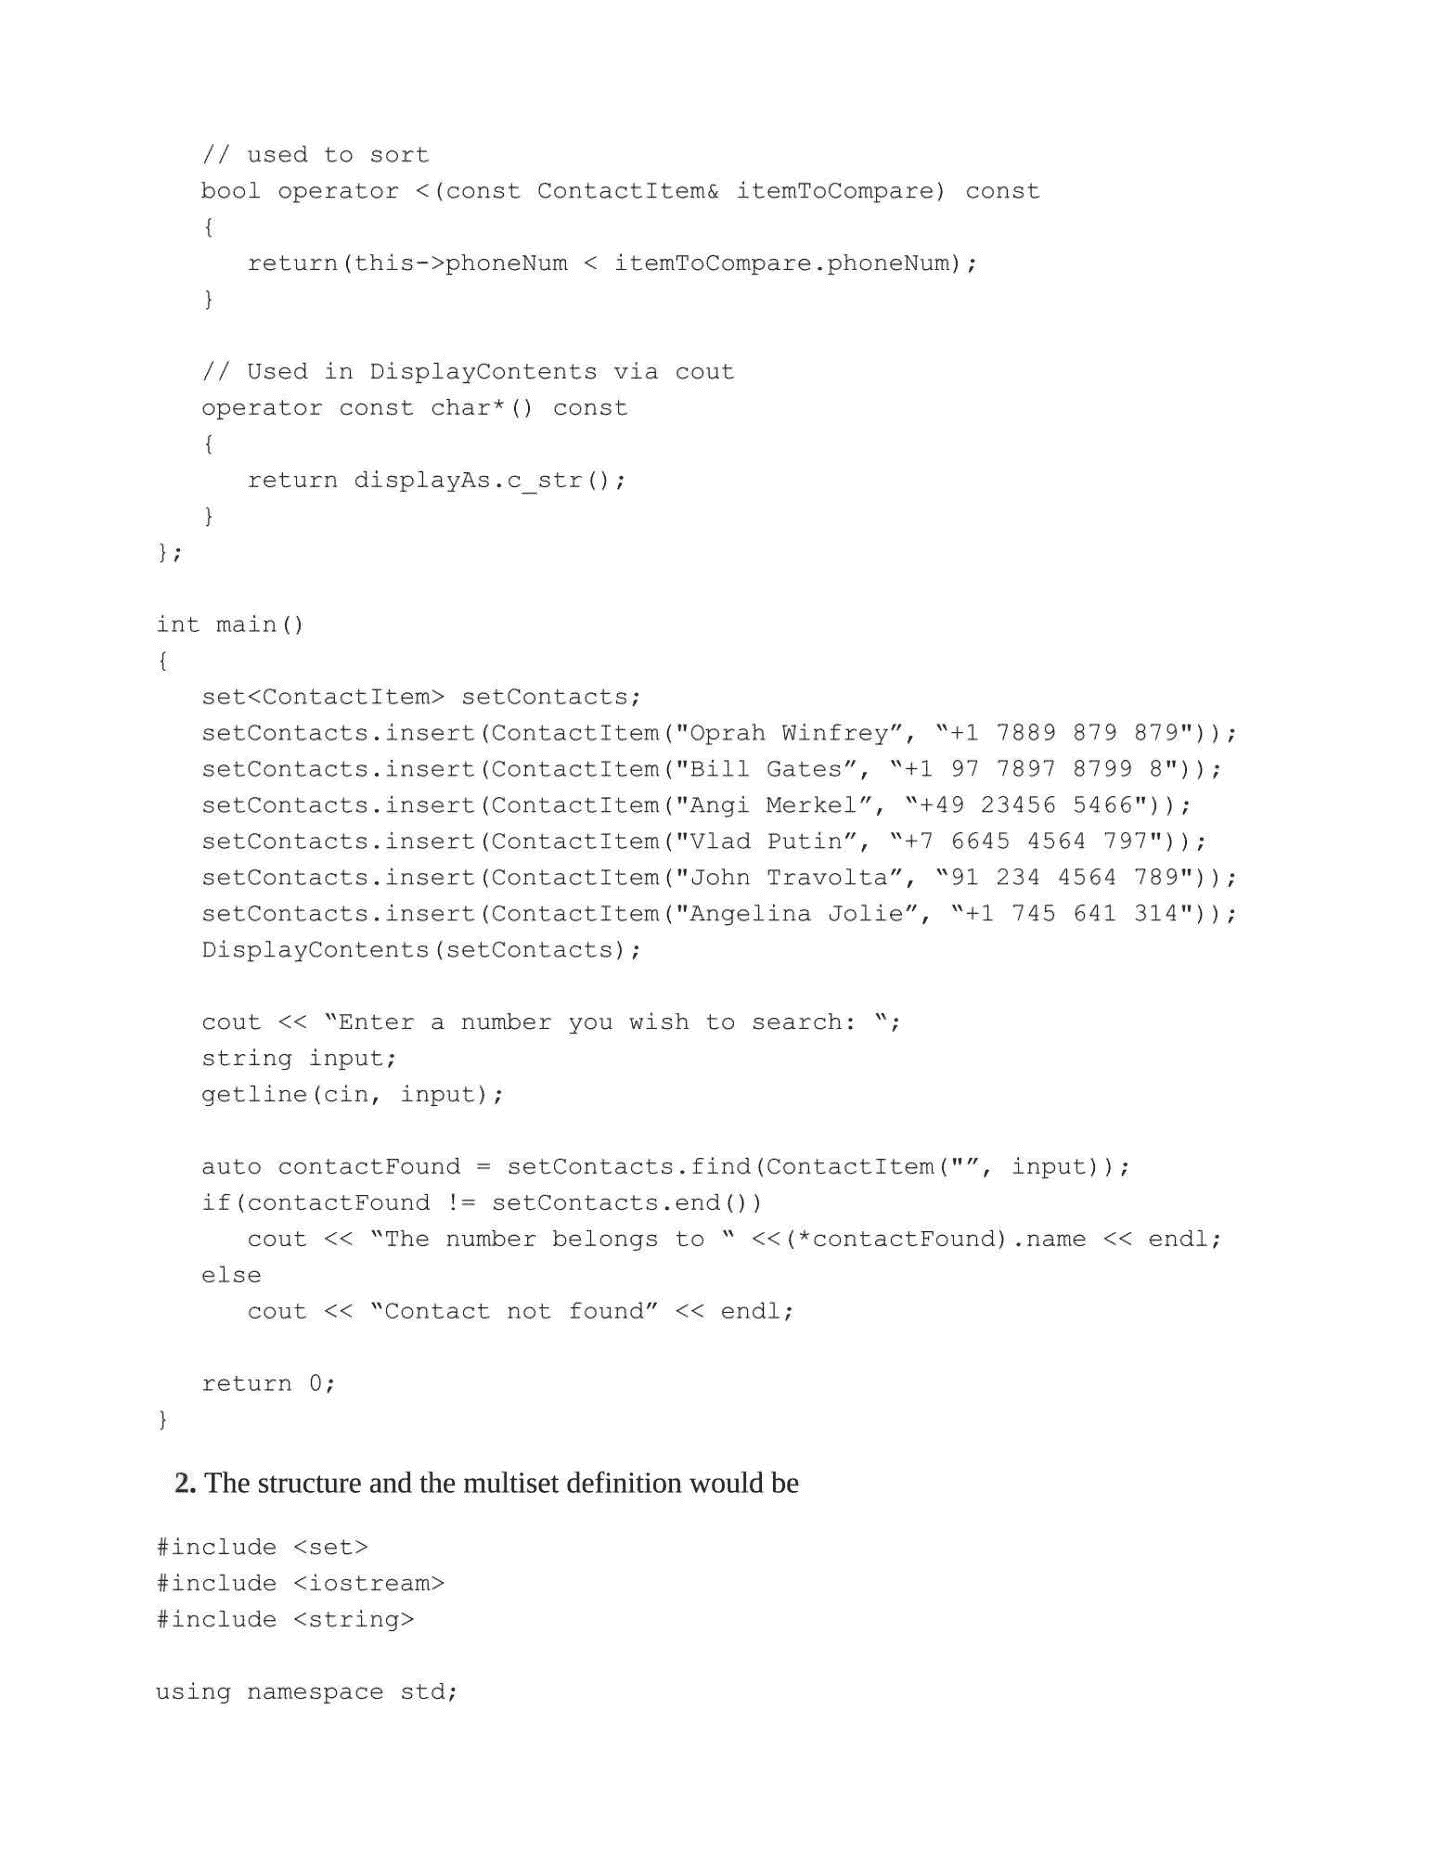 // used to sort
bool operator <(const ContactItem& itemToCompare) const
{
return(this->phoneNum < itemToCompare.phoneNum);
}
// Used in DisplayContents via cout
operator const char*() const
{
return displayAs.c_str();
}
};
int main()
{
set<ContactItem> setContacts;
setContacts.insert(ContactItem("Oprah Winfrey”, “+1 7889 879 879"));
setContacts.insert(ContactItem("Bill Gates”, “+1 97 7897 8799 8"));
setContacts.insert(ContactItem("Angi Merkel”, “+49 23456 5466"));
setContacts.insert(ContactItem("Vlad Putin”, “+7 6645 4564 797"));
setContacts.insert(ContactItem("John Travolta”, “91 234 4564 789"));
setContacts.insert(ContactItem("Angelina Jolie”, “+1 745 641 314"));
DisplayContents(setContacts);
cout << “Enter a number you wish to search: “;
string input;
getline(cin, input);
auto contactFound = setContacts.find(ContactItem("”, input));
if(contactFound != setContacts.end())
cout << “The number belongs to “ <<(*contactFound).name << endl;
else
cout << “Contact not found” << endl;
return 0;
}
2. The structure and the multiset definition would be
#include <set>
#include <iostream>
#include <string>
using namespace std;